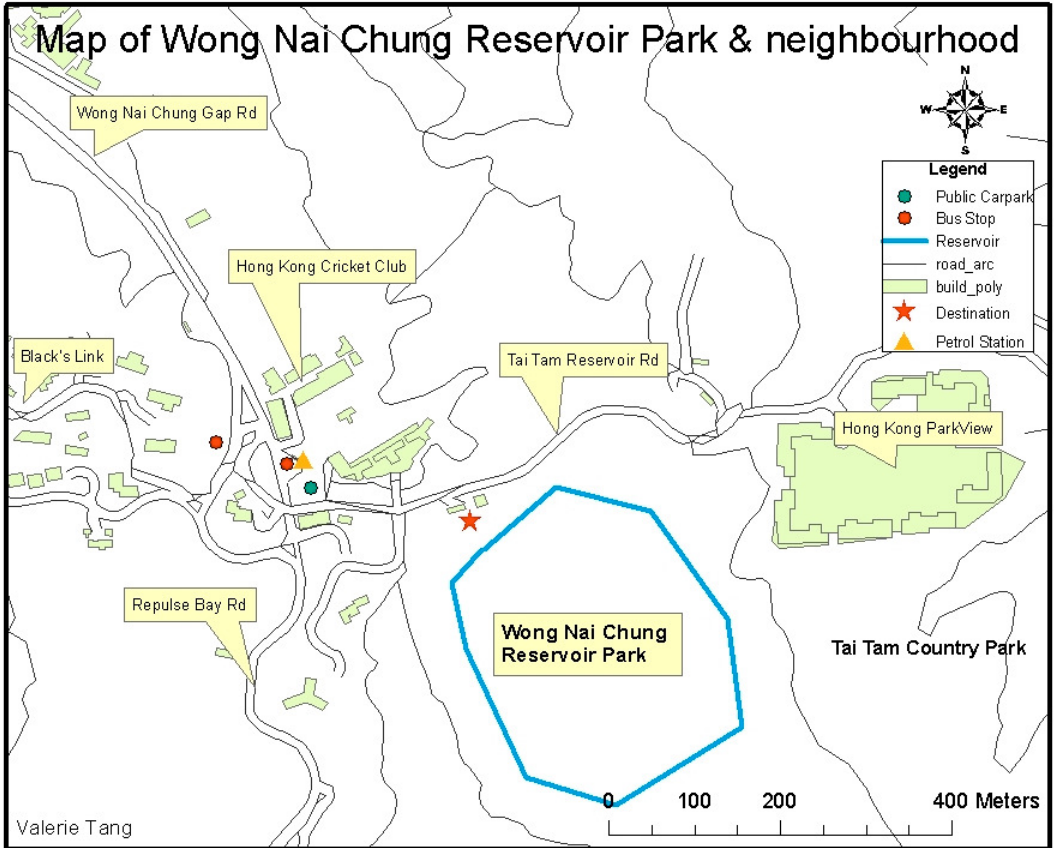 Map of Wong Nai Chung Reservoir Park & neighbourhood
Wong Nai Chung Gap Rd
N
W
E
S
Legend
Public Carpark
Bus Stop
Reservoir
road_arc
build_poly
Destination
Petrol Station
Hong Kong Cricket Club
Black's Link
Tai Tam Reservoir Rd
Hong Kong ParkView
Repulse Bay Rd
Wong Nai Chung
Reservoir Park
Tai Tam Country Park
0 100 200 400 Meters
Valerie Tang